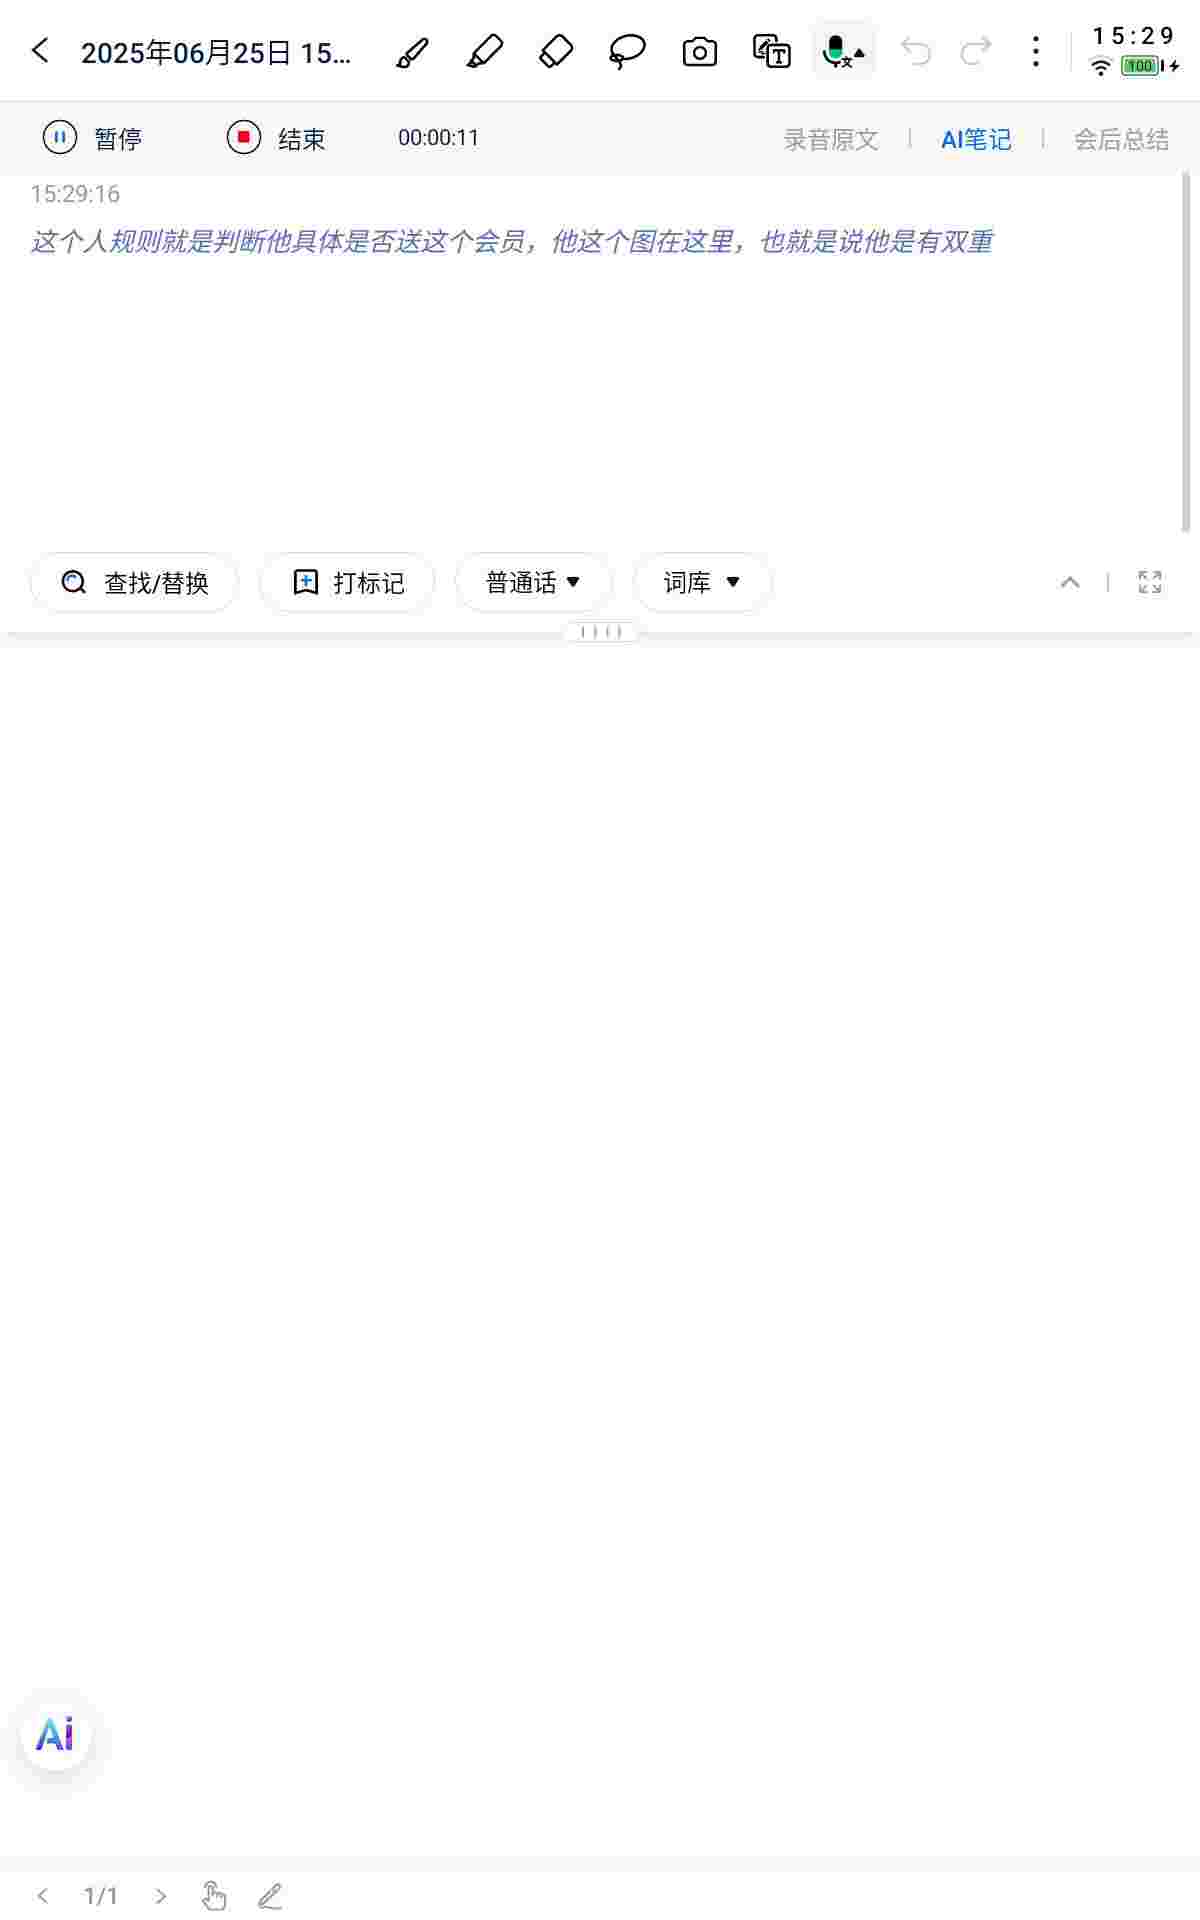 2025年06月25日 15...
15:29
100
暂停 结束 00:00:11 录音原文 AI笔记 会后总结
15:29:16
这个人规则就是判断他具体是否送这个会员，他这个图在这里，也就是说他是有双重
查找/替换 打标记 普通话 词库
Ai
1/1